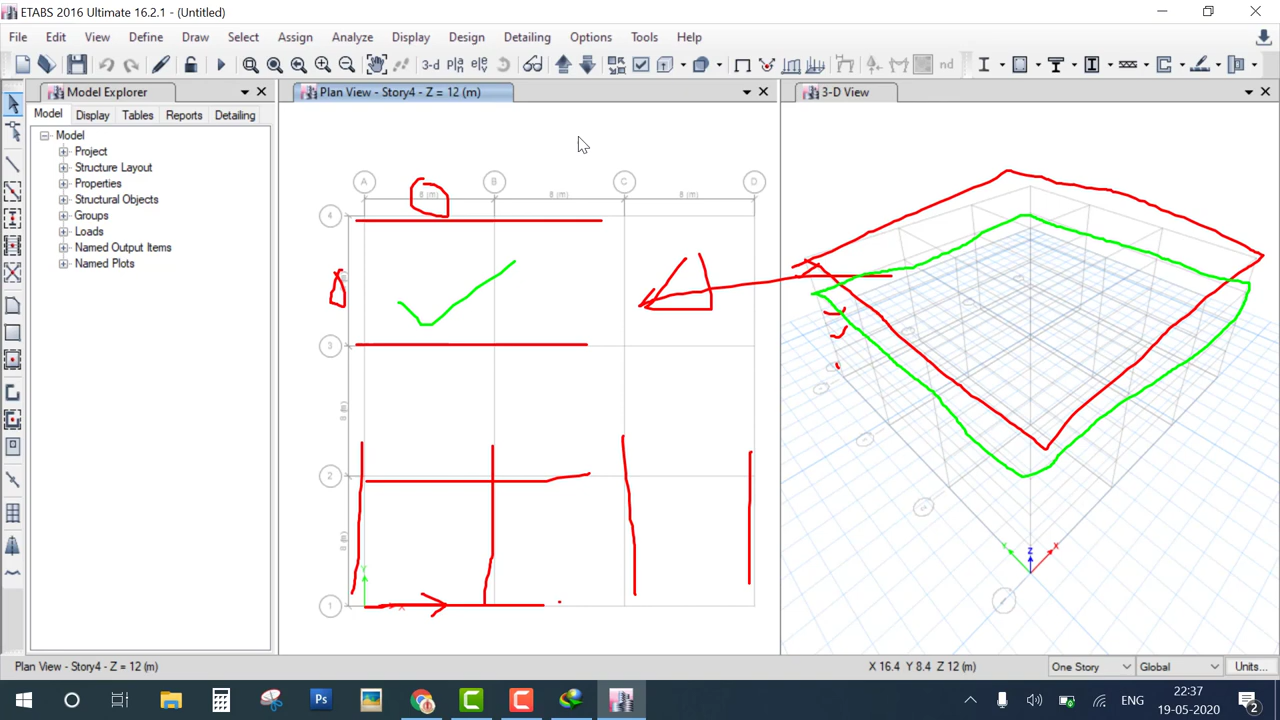 ETABS 2016 Ultimate 16.2.1 - (Untitled)
File Edit View Define Draw Select Assign Analyze Display Design Detailing Options Tools Help
3-d nd
Model Explorer
Plan View - Story4 - Z = 12 (m)
3-D View
Model Display Tables Reports Detailing
Model
Project
Structure Layout
Properties
Structural Objects
Groups
Loads
Named Output Items
Named Plots
A B C D
8 (m) 8 (m) 8 (m)
4
3
8 (m)
2
8 (m)
1
Y
X
Y Z X
Plan View - Story4 - Z = 12 (m)
X 16.4 Y 8.4 Z 12 (m)
One Story
Global
Units...
Ps
ENG
22:37
19-05-2020
2